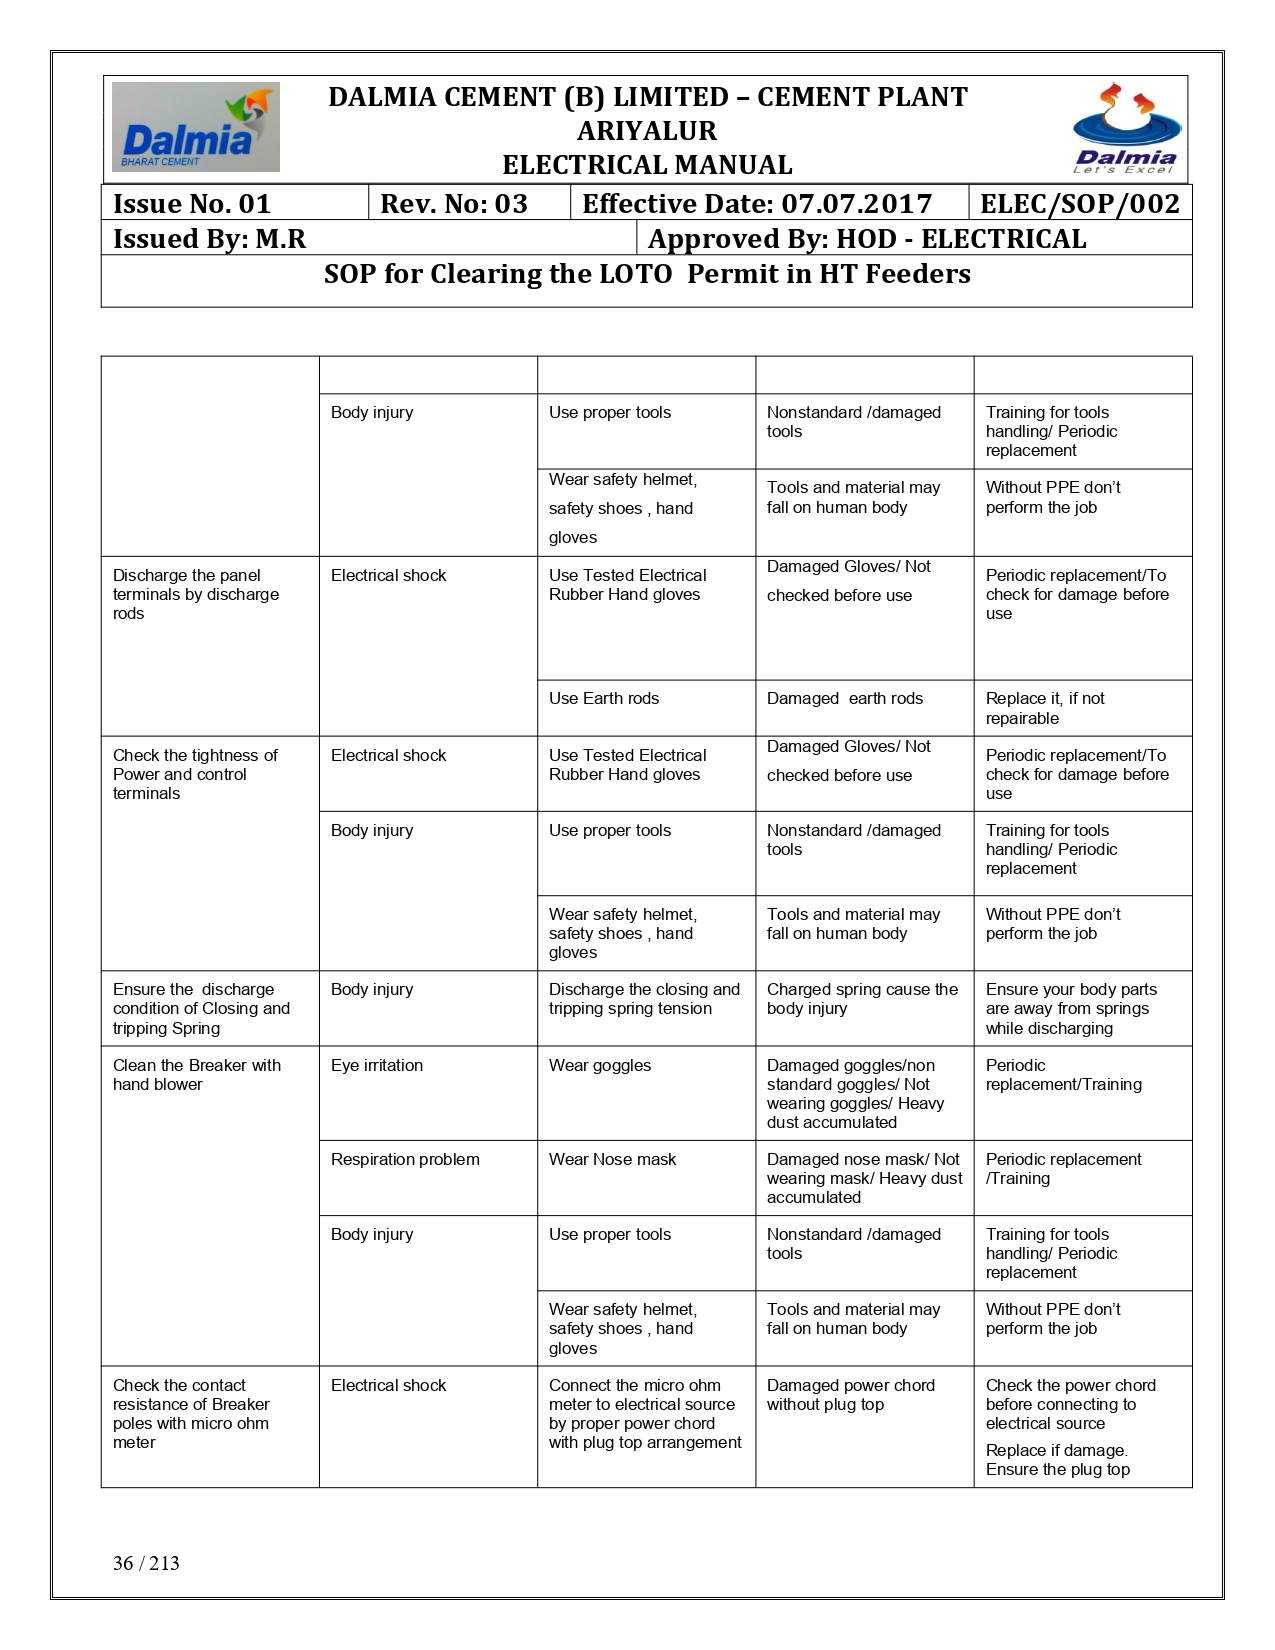 Dalmia
BHARAT CEMENT
DALMIA CEMENT (B) LIMITED – CEMENT PLANT
ARIYALUR
ELECTRICAL MANUAL
Dalmia
Let's Excel
Issue No. 01 Rev. No: 03 Effective Date: 07.07.2017 ELEC/SOP/002
Issued By: M.R Approved By: HOD - ELECTRICAL
SOP for Clearing the LOTO  Permit in HT Feeders
Body injury
Use proper tools
Nonstandard /damaged
tools
Training for tools
handling/ Periodic
replacement
Wear safety helmet,
safety shoes , hand
gloves
Tools and material may
fall on human body
Without PPE don’t
perform the job
Discharge the panel
terminals by discharge
rods
Electrical shock
Use Tested Electrical
Rubber Hand gloves
Damaged Gloves/ Not
checked before use
Periodic replacement/To
check for damage before
use
Use Earth rods
Damaged  earth rods
Replace it, if not
repairable
Check the tightness of
Power and control
terminals
Electrical shock
Use Tested Electrical
Rubber Hand gloves
Damaged Gloves/ Not
checked before use
Periodic replacement/To
check for damage before
use
Body injury
Use proper tools
Nonstandard /damaged
tools
Training for tools
handling/ Periodic
replacement
Wear safety helmet,
safety shoes , hand
gloves
Tools and material may
fall on human body
Without PPE don’t
perform the job
Ensure the  discharge
condition of Closing and
tripping Spring
Body injury
Discharge the closing and
tripping spring tension
Charged spring cause the
body injury
Ensure your body parts
are away from springs
while discharging
Clean the Breaker with
hand blower
Eye irritation
Wear goggles
Damaged goggles/non
standard goggles/ Not
wearing goggles/ Heavy
dust accumulated
Periodic
replacement/Training
Respiration problem
Wear Nose mask
Damaged nose mask/ Not
wearing mask/ Heavy dust
accumulated
Periodic replacement
/Training
Body injury
Use proper tools
Nonstandard /damaged
tools
Training for tools
handling/ Periodic
replacement
Wear safety helmet,
safety shoes , hand
gloves
Tools and material may
fall on human body
Without PPE don’t
perform the job
Check the contact
resistance of Breaker
poles with micro ohm
meter
Electrical shock
Connect the micro ohm
meter to electrical source
by proper power chord
with plug top arrangement
Damaged power chord
without plug top
Check the power chord
before connecting to
electrical source
Replace if damage.
Ensure the plug top
36 / 213